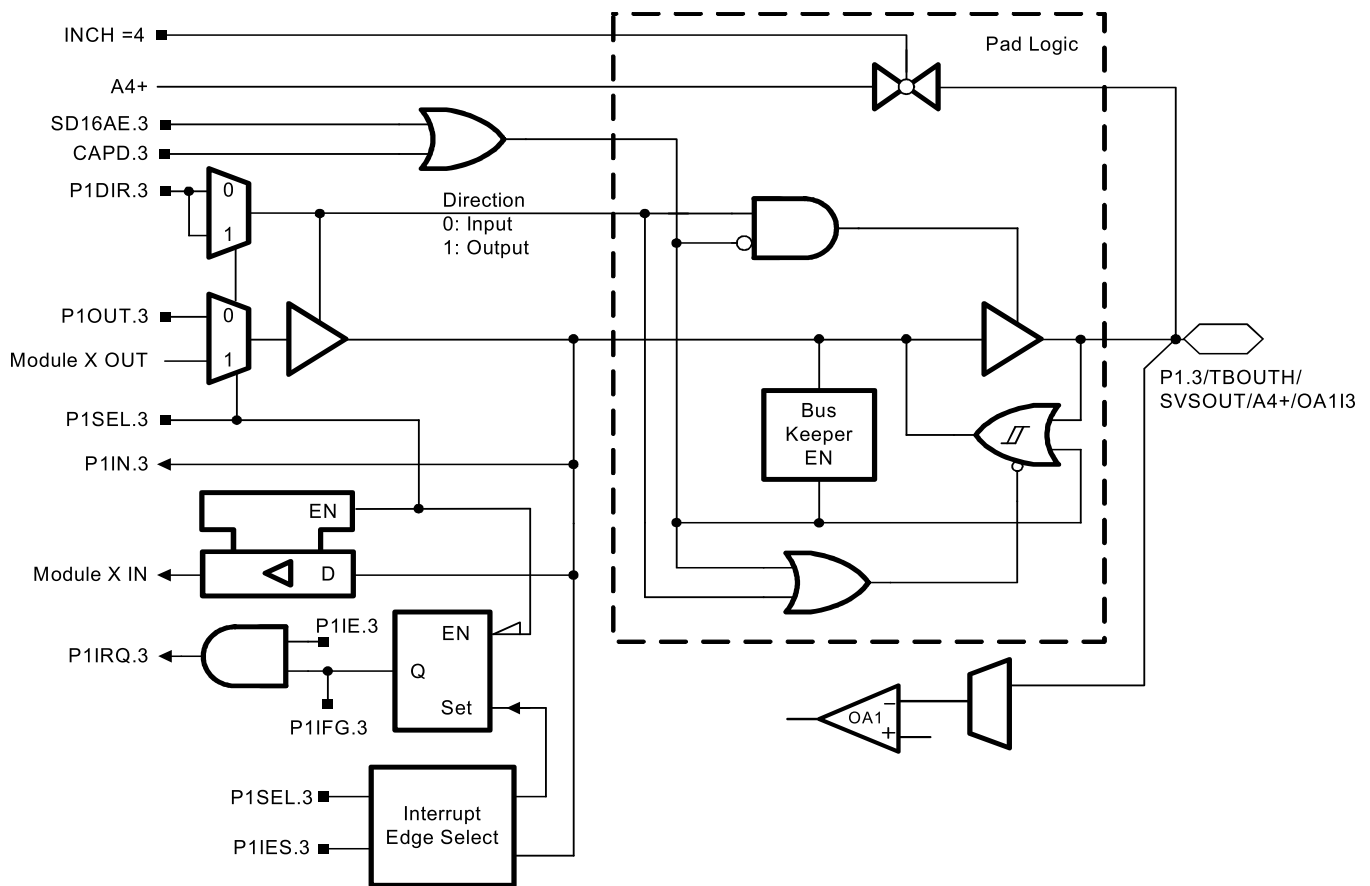 INCH =4
Pad Logic
A4+
SD16AE.3
CAPD.3
P1DIR.3
0
1
Direction
0: Input
1: Output
P1OUT.3
0
Module X OUT
1
P1.3/TBOUTH/
SVSOUT/A4+/OA1I3
P1SEL.3
Bus
Keeper
EN
P1IN.3
EN
Module X IN
D
P1IE.3
EN
P1IRQ.3
Q
Set
P1IFG.3
OA1
−
+
P1SEL.3
Interrupt
Edge Select
P1IES.3